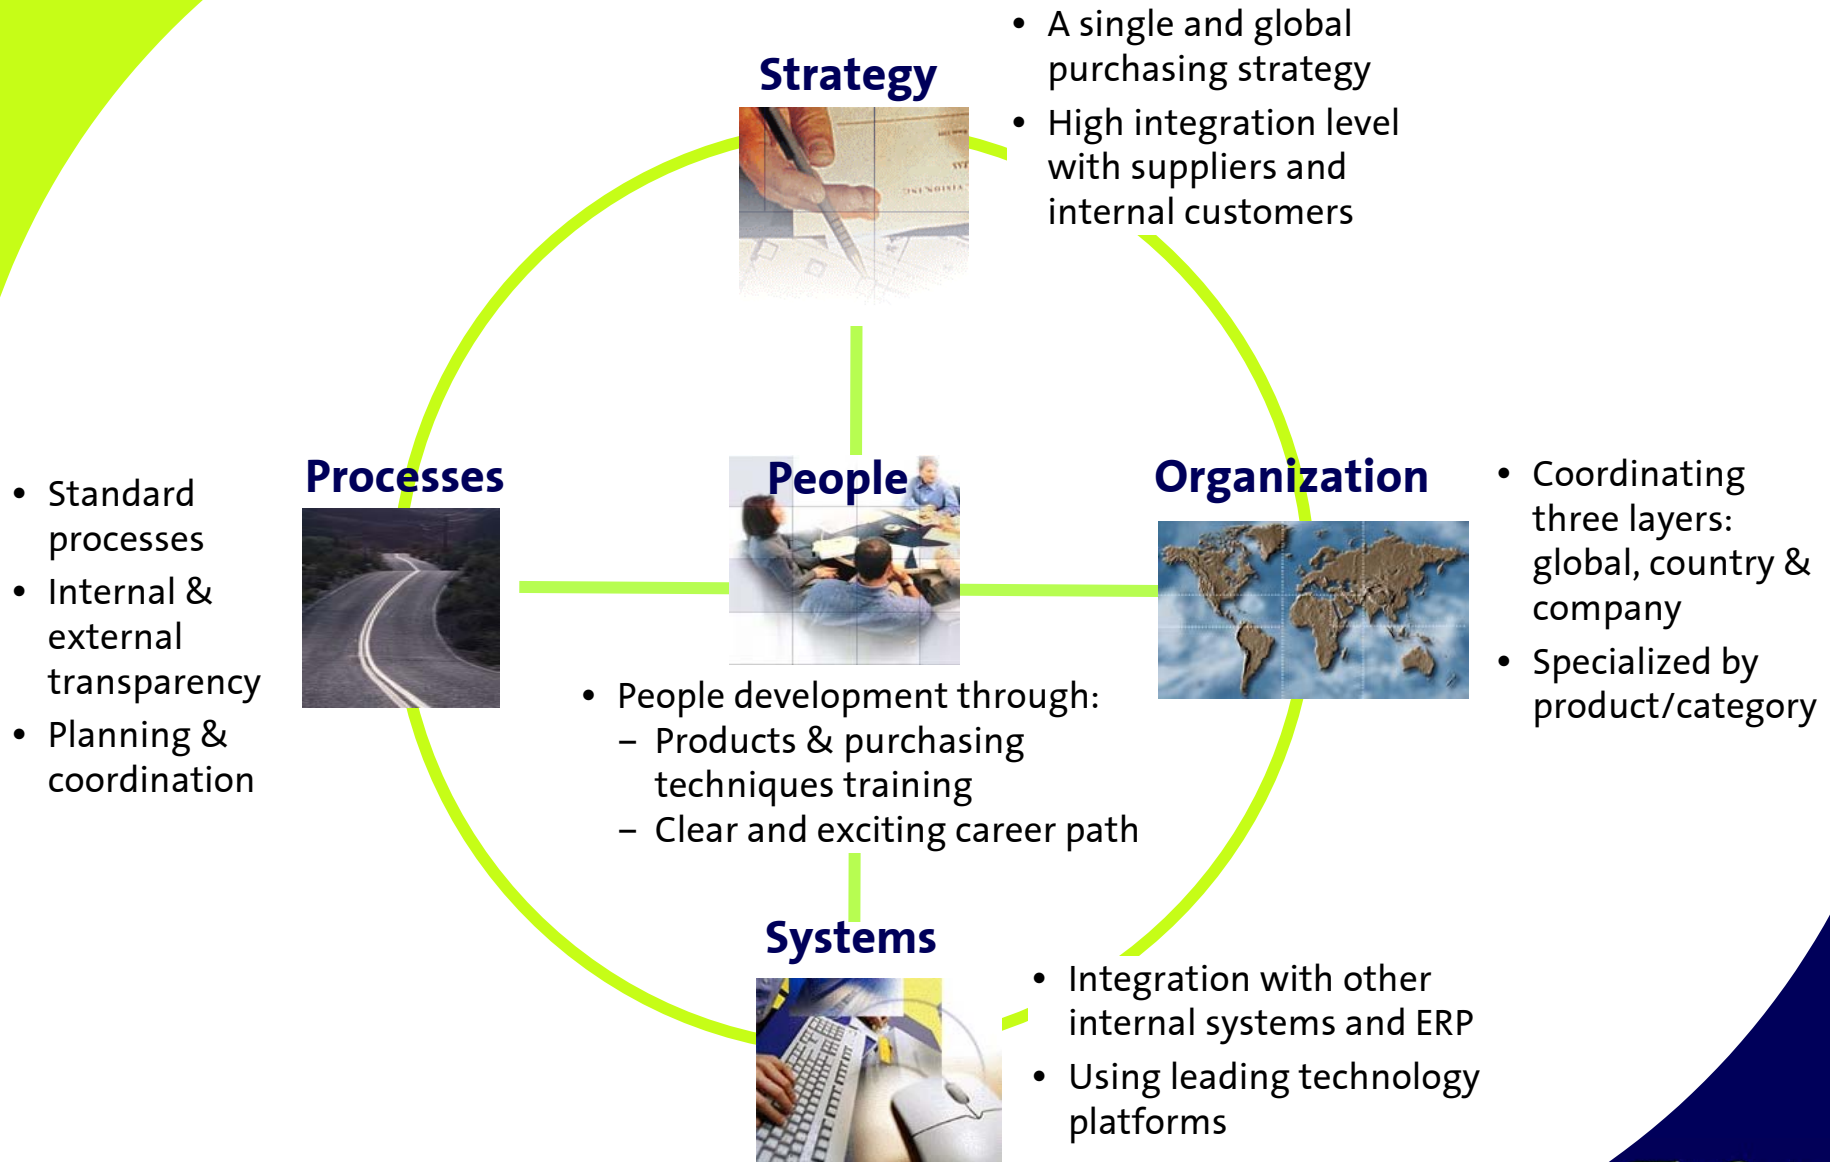 Strategy
• A single and global
purchasing strategy
• High integration level
with suppliers and
internal customers
Processes
• Standard
processes
• Internal &
external
transparency
• Planning &
coordination
People
• People development through:
– Products & purchasing
techniques training
– Clear and exciting career path
Organization
• Coordinating
three layers:
global, country &
company
• Specialized by
product/category
Systems
• Integration with other
internal systems and ERP
• Using leading technology
platforms